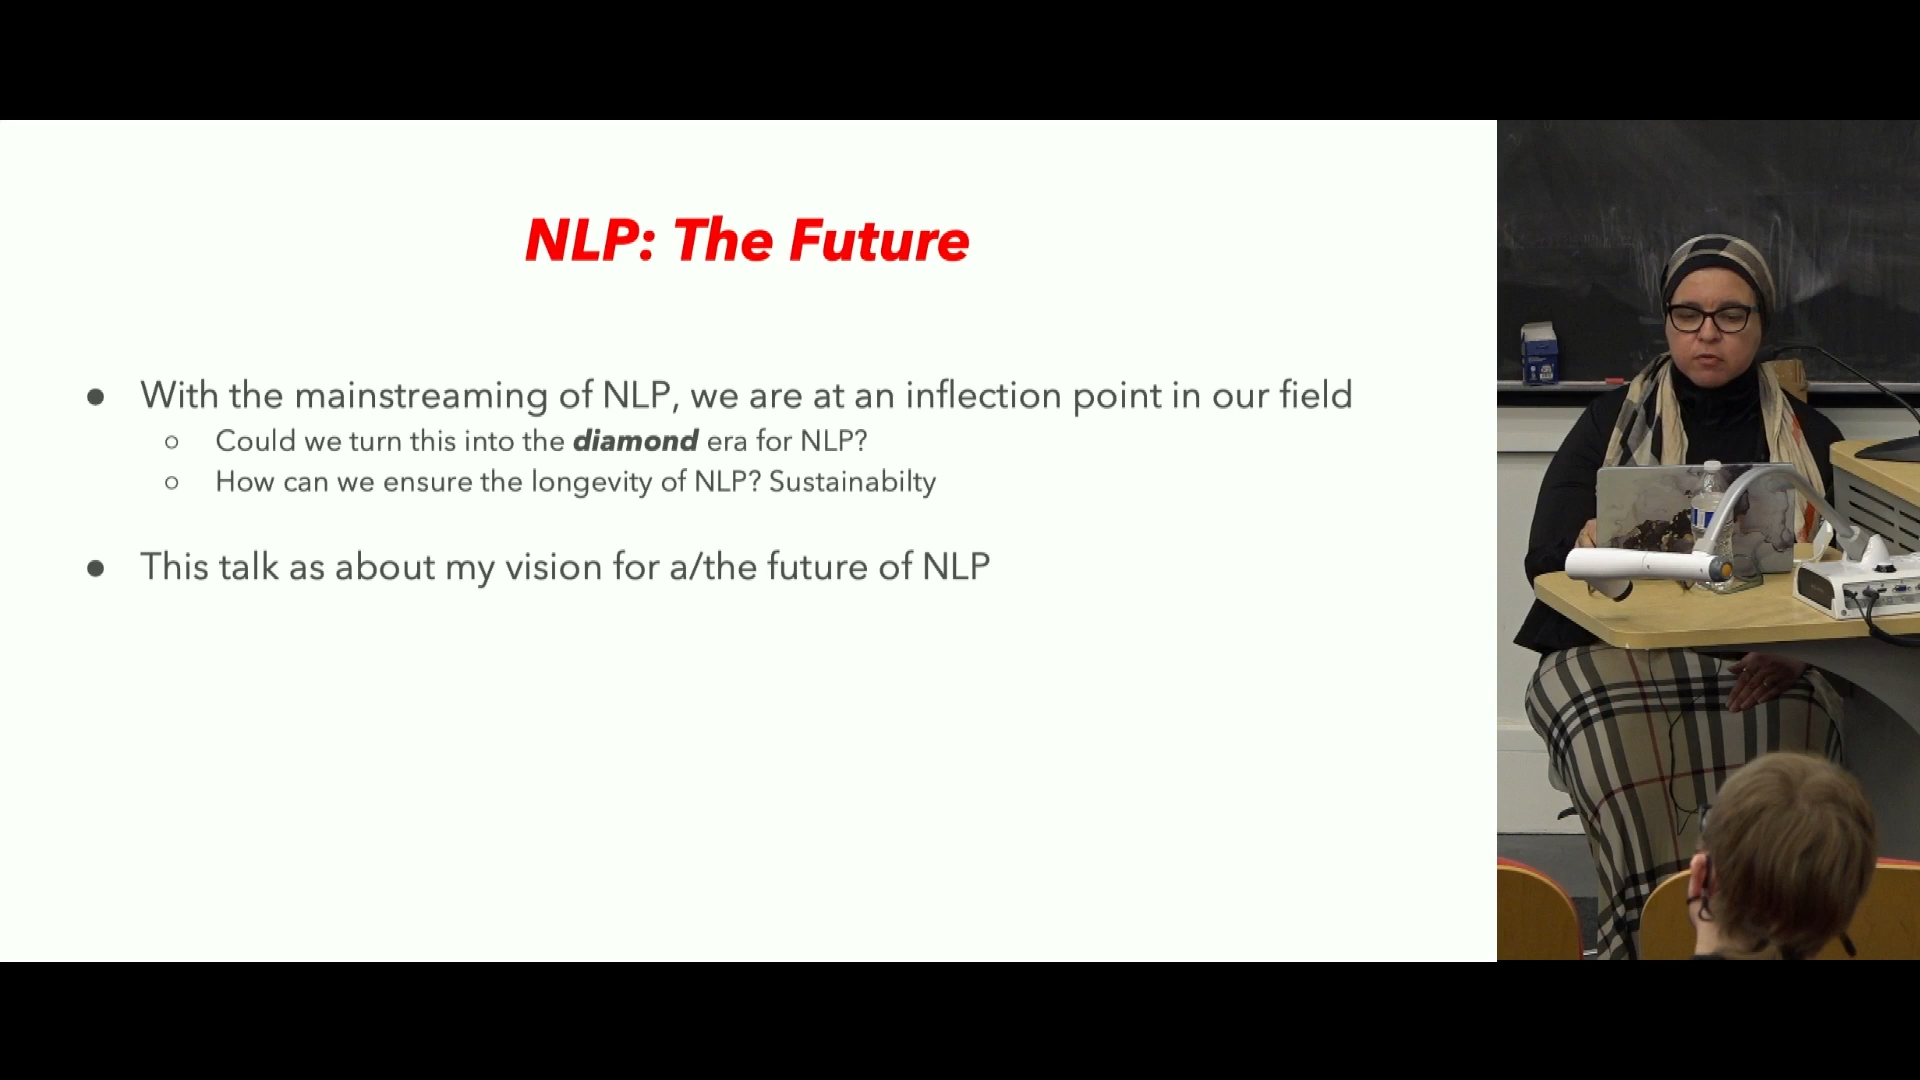 NLP: The Future
● With the mainstreaming of NLP, we are at an inflection point in our field
○ Could we turn this into the diamond era for NLP?
○ How can we ensure the longevity of NLP? Sustainabilty
● This talk as about my vision for a/the future of NLP